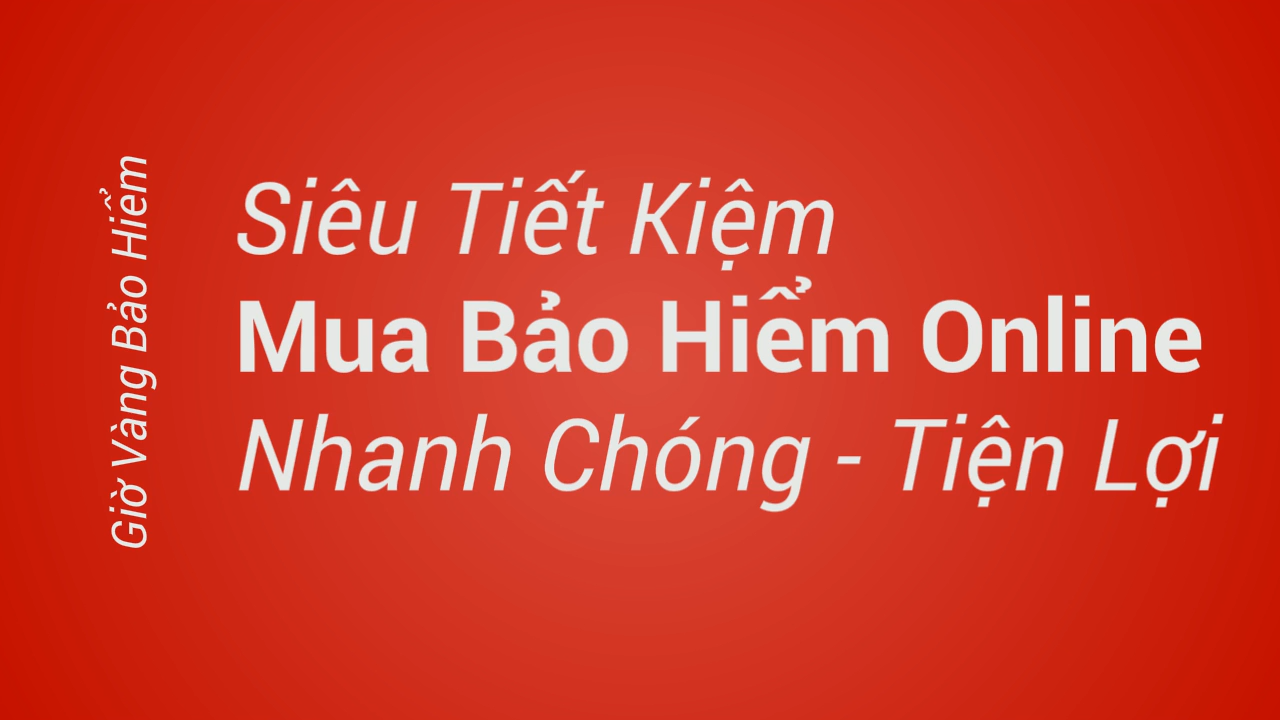 Giờ Vàng Bảo Hiểm
Siêu Tiết Kiệm
Mua Bảo Hiểm Online
Nhanh Chóng - Tiện Lợi